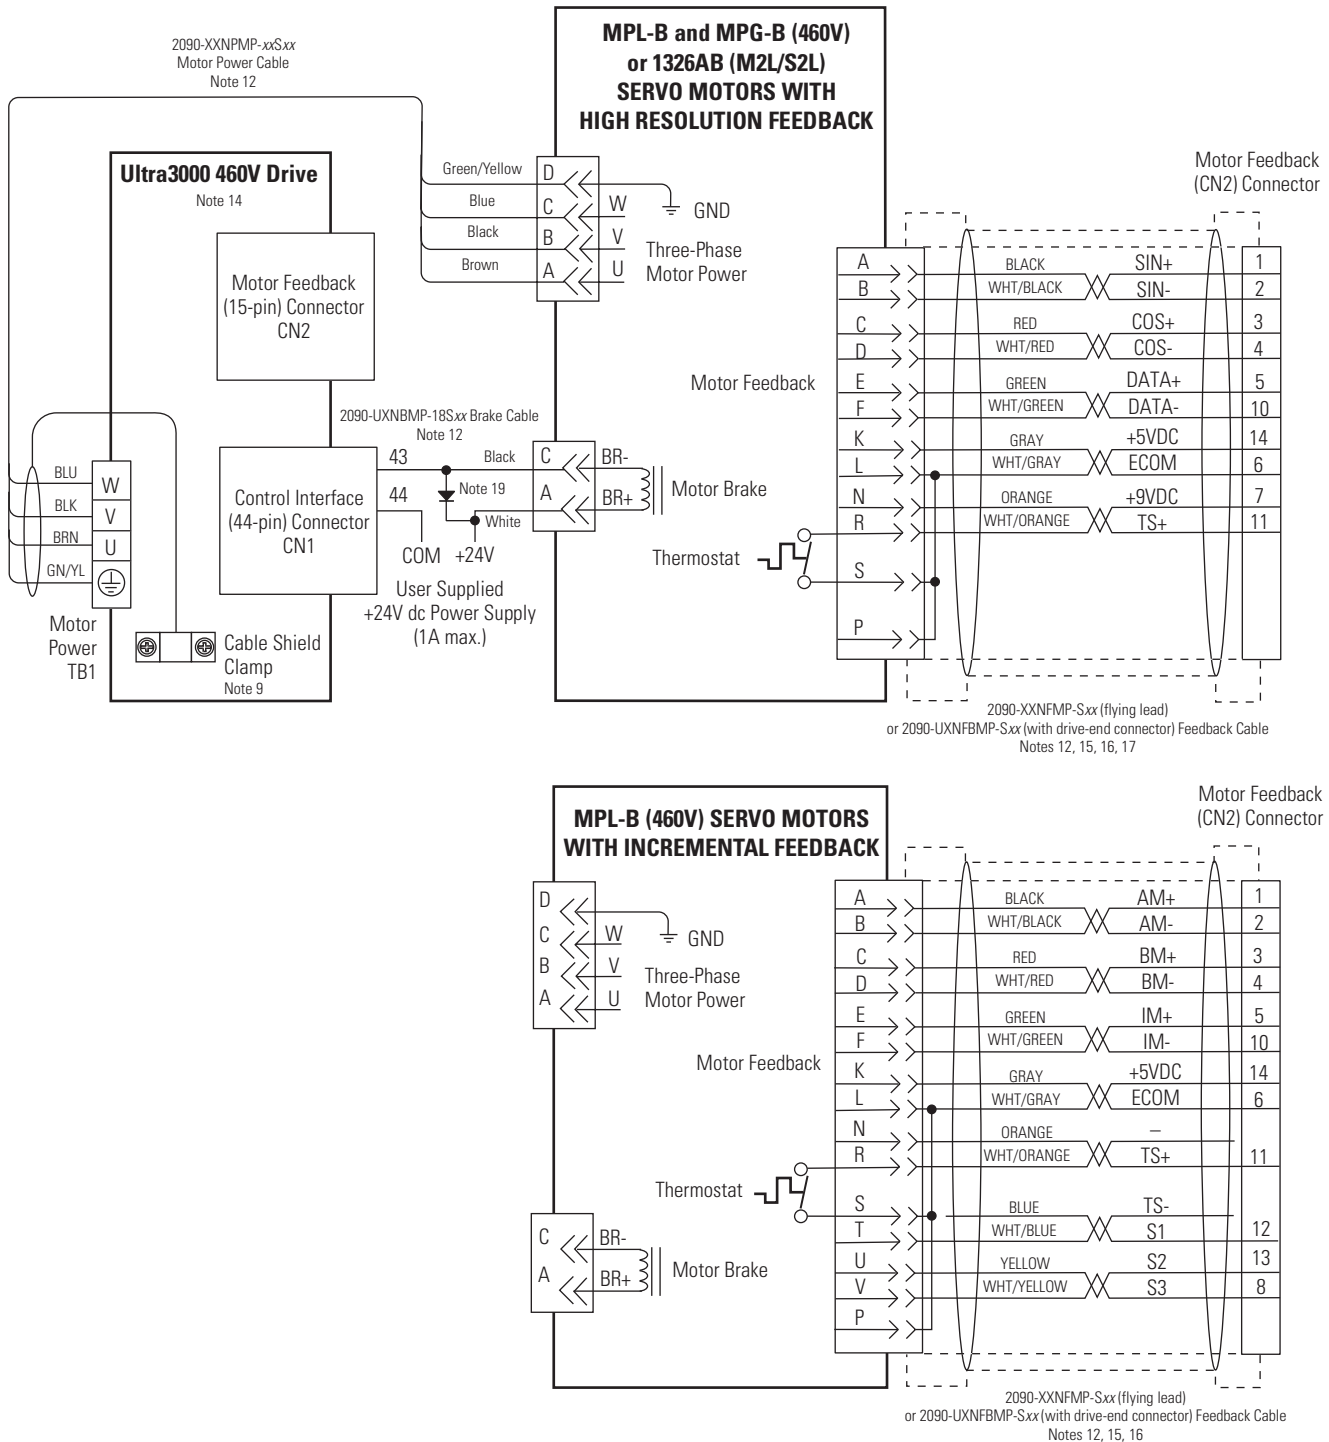 2090-XXNPMP-xxSxx
Motor Power Cable
Note 12
MPL-B and MPG-B (460V)
or 1326AB (M2L/S2L)
SERVO MOTORS WITH
HIGH RESOLUTION FEEDBACK
Ultra3000 460V Drive
Note 14
Motor Feedback
(15-pin) Connector
CN2
Control Interface
(44-pin) Connector
CN1
BLU
BLK
BRN
GN/YL
W
V
U
Motor
Power
TB1
Cable Shield
Clamp
Note 9
Green/Yellow
Blue
Black
Brown
D
C
B
A
W
V
U
GND
Three-Phase
Motor Power
2090-UXNBMP-18Sxx Brake Cable
Note 12
43
Black
44
Note 19
White
COM
+24V
User Supplied
+24V dc Power Supply
(1A max.)
C
A
BR-
BR+
Motor Brake
Motor Feedback
Thermostat
Motor Feedback
(CN2) Connector
A BLACK SIN+ 1
B WHT/BLACK SIN- 2
C RED COS+ 3
D WHT/RED COS- 4
E GREEN DATA+ 5
F WHT/GREEN DATA- 10
K GRAY +5VDC 14
L WHT/GRAY ECOM 6
N ORANGE +9VDC 7
R WHT/ORANGE TS+ 11
S
P
2090-XXNFMP-Sxx (flying lead)
or 2090-UXNFBMP-Sxx (with drive-end connector) Feedback Cable
Notes 12, 15, 16, 17
MPL-B (460V) SERVO MOTORS
WITH INCREMENTAL FEEDBACK
D
C
B
A
W
V
U
GND
Three-Phase
Motor Power
Motor Feedback
Thermostat
C
A
BR-
BR+
Motor Brake
Motor Feedback
(CN2) Connector
A BLACK AM+ 1
B WHT/BLACK AM- 2
C RED BM+ 3
D WHT/RED BM- 4
E GREEN IM+ 5
F WHT/GREEN IM- 10
K GRAY +5VDC 14
L WHT/GRAY ECOM 6
N ORANGE –
R WHT/ORANGE TS+ 11
S BLUE TS-
T WHT/BLUE S1 12
U YELLOW S2 13
V WHT/YELLOW S3 8
P
2090-XXNFMP-Sxx (flying lead)
or 2090-UXNFBMP-Sxx (with drive-end connector) Feedback Cable
Notes 12, 15, 16